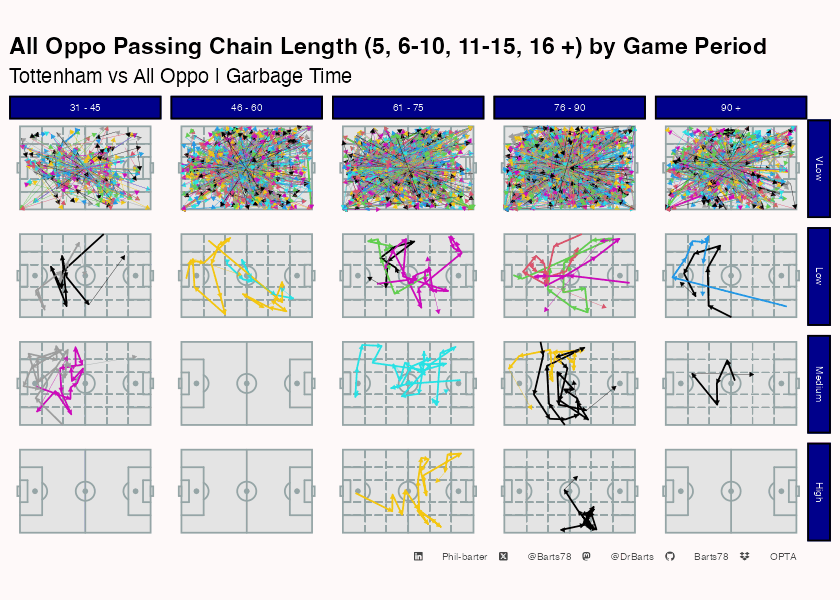 All Oppo Passing Chain Length (5, 6-10, 11-15, 16 +) by Game Period
Tottenham vs All Oppo | Garbage Time
31 - 45 46 - 60 61 - 75 76 - 90 90 +
VLow
Low
Medium
High
Phil-barter @Barts78 @DrBarts Barts78 OPTA